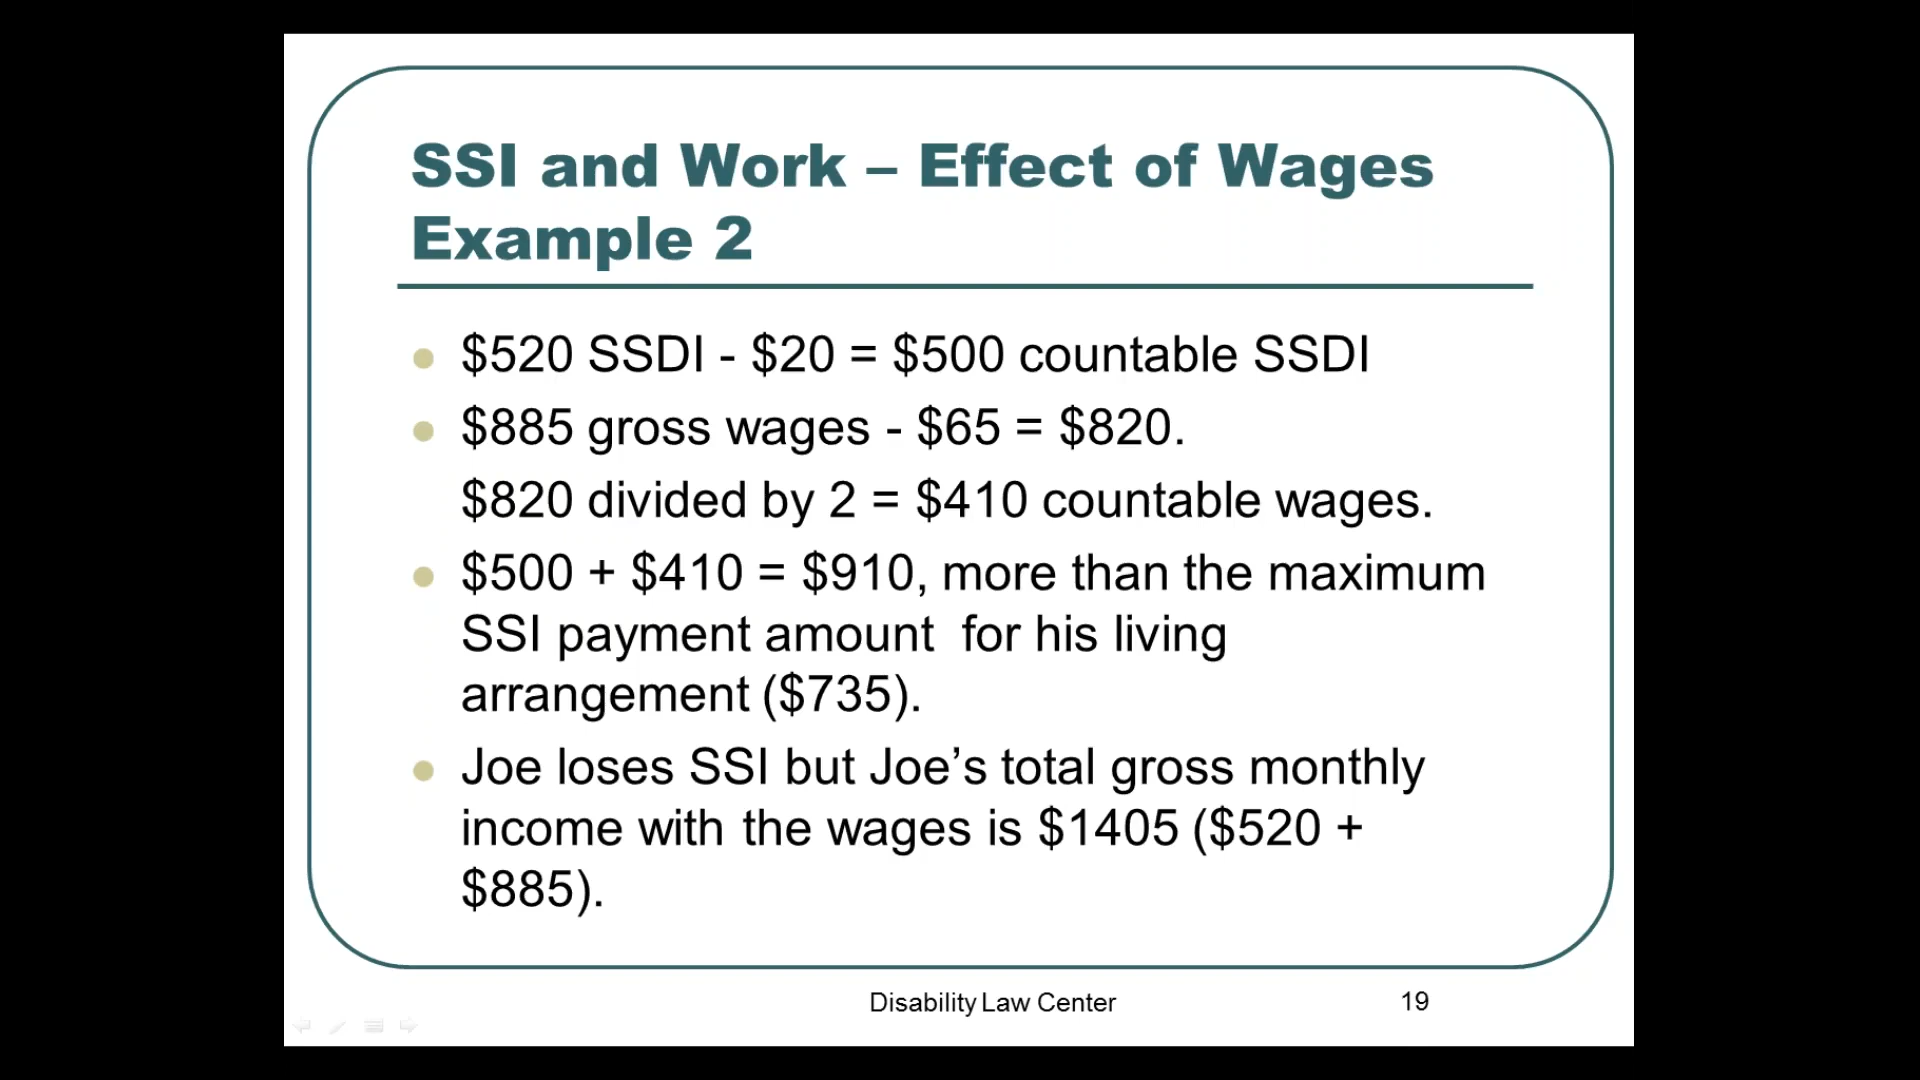 SSI and Work – Effect of Wages
Example 2
$520 SSDI - $20 = $500 countable SSDI
$885 gross wages - $65 = $820.
$820 divided by 2 = $410 countable wages.
$500 + $410 = $910, more than the maximum
SSI payment amount  for his living
arrangement ($735).
Joe loses SSI but Joe’s total gross monthly
income with the wages is $1405 ($520 +
$885).
Disability Law Center
19